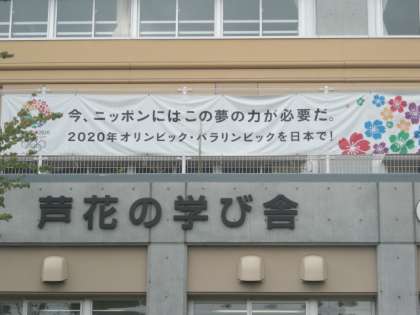 今、ニッポンにはこの夢の力が必要だ。
2020年オリンピック・パラリンピックを日本で!
芦花の学び舎